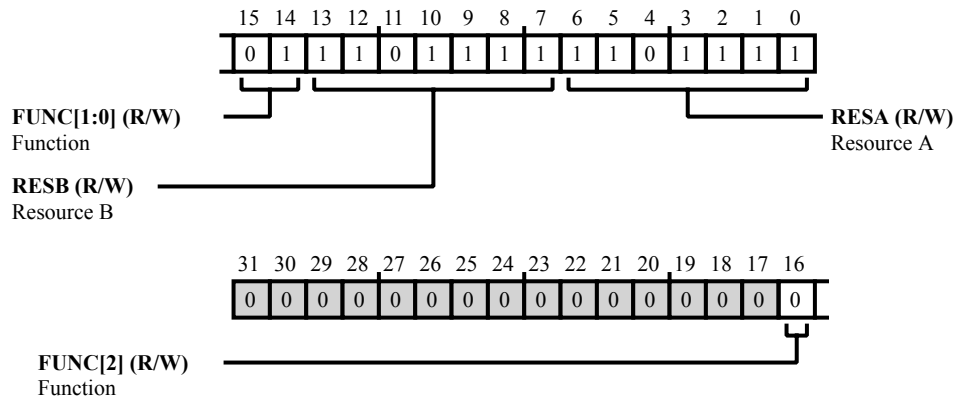 15 14 13 12 11 10 9 8 7 6 5 4 3 2 1 0
0 1 1 1 0 1 1 1 1 1 1 0 1 1 1 1
FUNC[1:0] (R/W)
Function
RESA (R/W)
Resource A
RESB (R/W)
Resource B
31 30 29 28 27 26 25 24 23 22 21 20 19 18 17 16
0 0 0 0 0 0 0 0 0 0 0 0 0 0 0 0
FUNC[2] (R/W)
Function